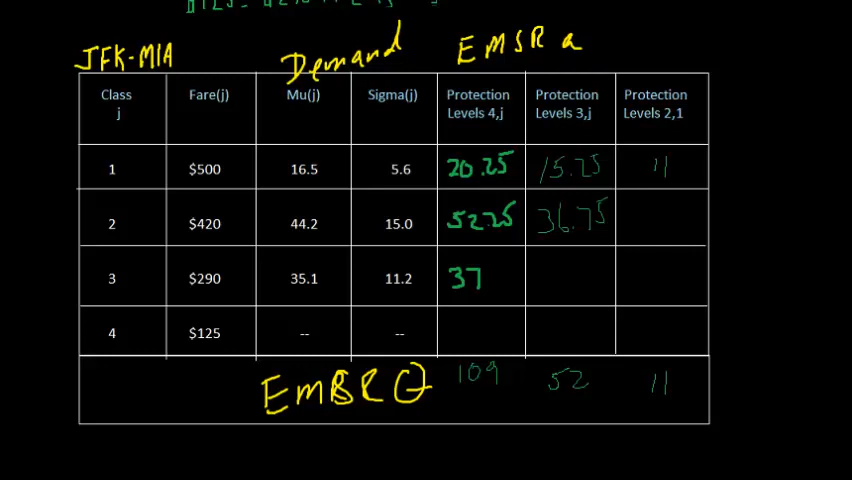 JFK-MIA Demand EMSR a
Class Fare(j) Mu(j) Sigma(j) Protection Protection Protection
j Levels 4,j Levels 3,j Levels 2,1
1 $500 16.5 5.6 20.25 15.25 11
2 $420 44.2 15.0 52.25 36.75
3 $290 35.1 11.2 37
4 $125 -- --
109 52 11